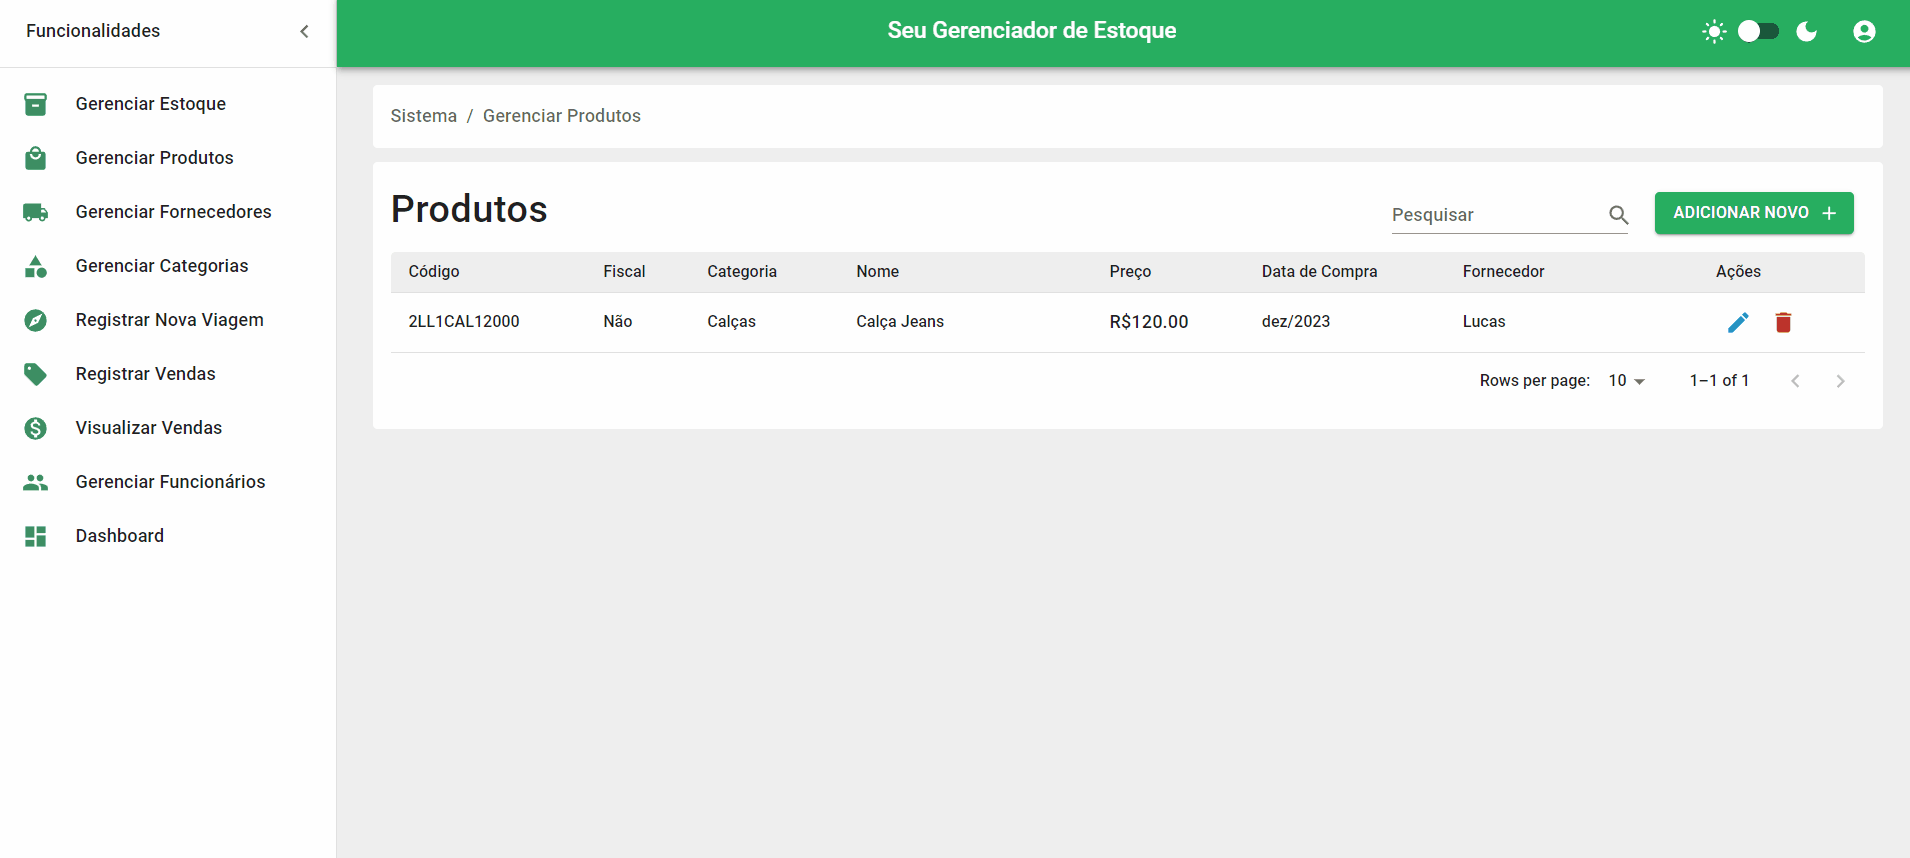 Funcionalidades
Seu Gerenciador de Estoque
Gerenciar Estoque
Gerenciar Produtos
Gerenciar Fornecedores
Gerenciar Categorias
Registrar Nova Viagem
Registrar Vendas
Visualizar Vendas
Gerenciar Funcionários
Dashboard
Sistema / Gerenciar Produtos
Produtos
Pesquisar
ADICIONAR NOVO +
Código Fiscal Categoria Nome Preço Data de Compra Fornecedor Ações
2LL1CAL12000 Não Calças Calça Jeans R$120.00 dez/2023 Lucas
Rows per page: 10 1–1 of 1